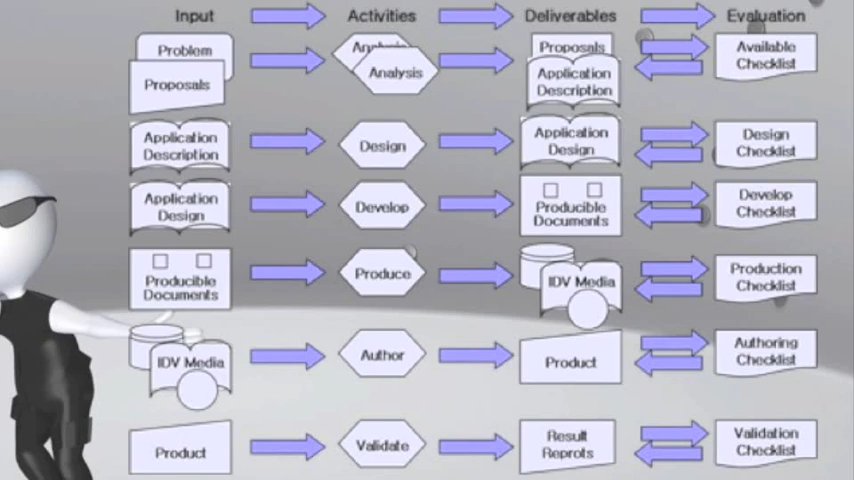 Input Activities Deliverables Evaluation
Problem
Proposals
Analysis
Analysis
Proposals
Application
Description
Available
Checklist
Application
Description
Design
Application
Design
Design
Checklist
Application
Design
Develop
Producible
Documents
Develop
Checklist
Producible
Documents
Produce
IDV Media
Production
Checklist
IDV Media
Author
Product
Authoring
Checklist
Product
Validate
Result
Reprots
Validation
Checklist